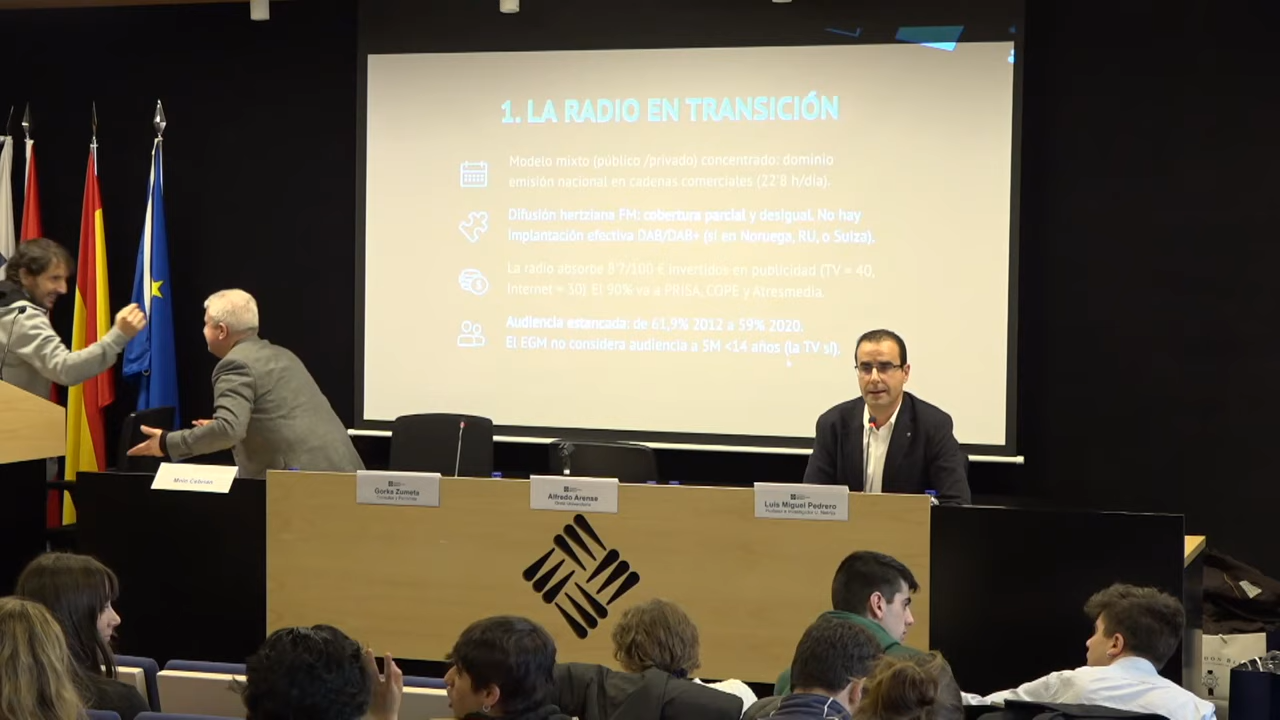 1. LA RADIO EN TRANSICIÓN
Modelo mixto (público /privado) concentrado: dominio
emisión nacional en cadenas comerciales (22'8 h/día).
Difusión hertziana FM: cobertura parcial y desigual. No hay
implantación efectiva DAB/DAB+ (sí en Noruega, RU, o Suiza).
La radio absorbe 8'7/100 € invertidos en publicidad (TV = 40,
Internet = 30). El 90% va a PRISA, COPE y Atresmedia.
Audiencia estancada: de 61,9% 2012 a 59% 2020.
El EGM no considera audiencia a 5M <14 años (la TV sí).
Gorka Zumeta
Alfredo Arense
Luis Miguel Pedrero